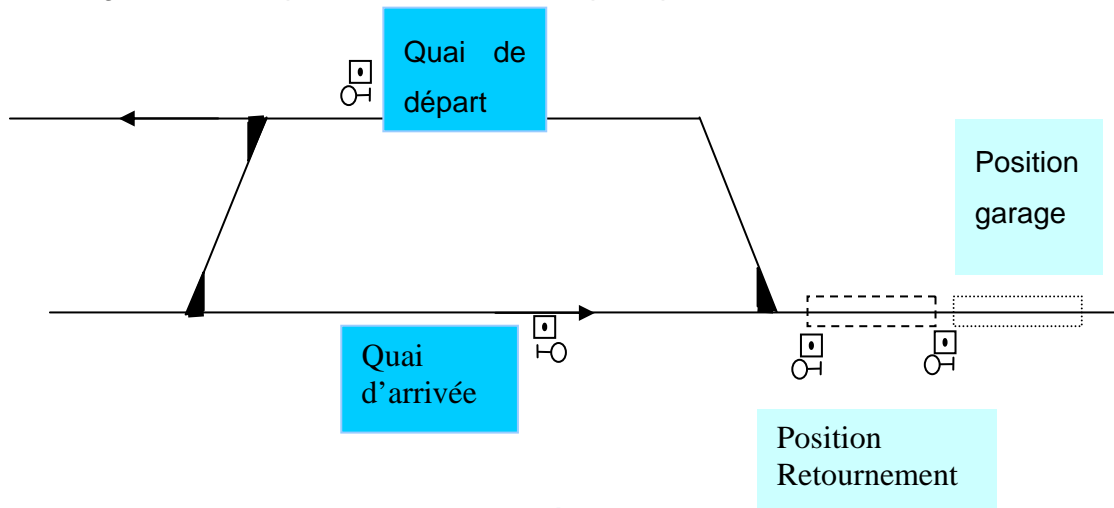 Quai de
départ
Position
garage
Quai
d'arrivée
Position
Retournement